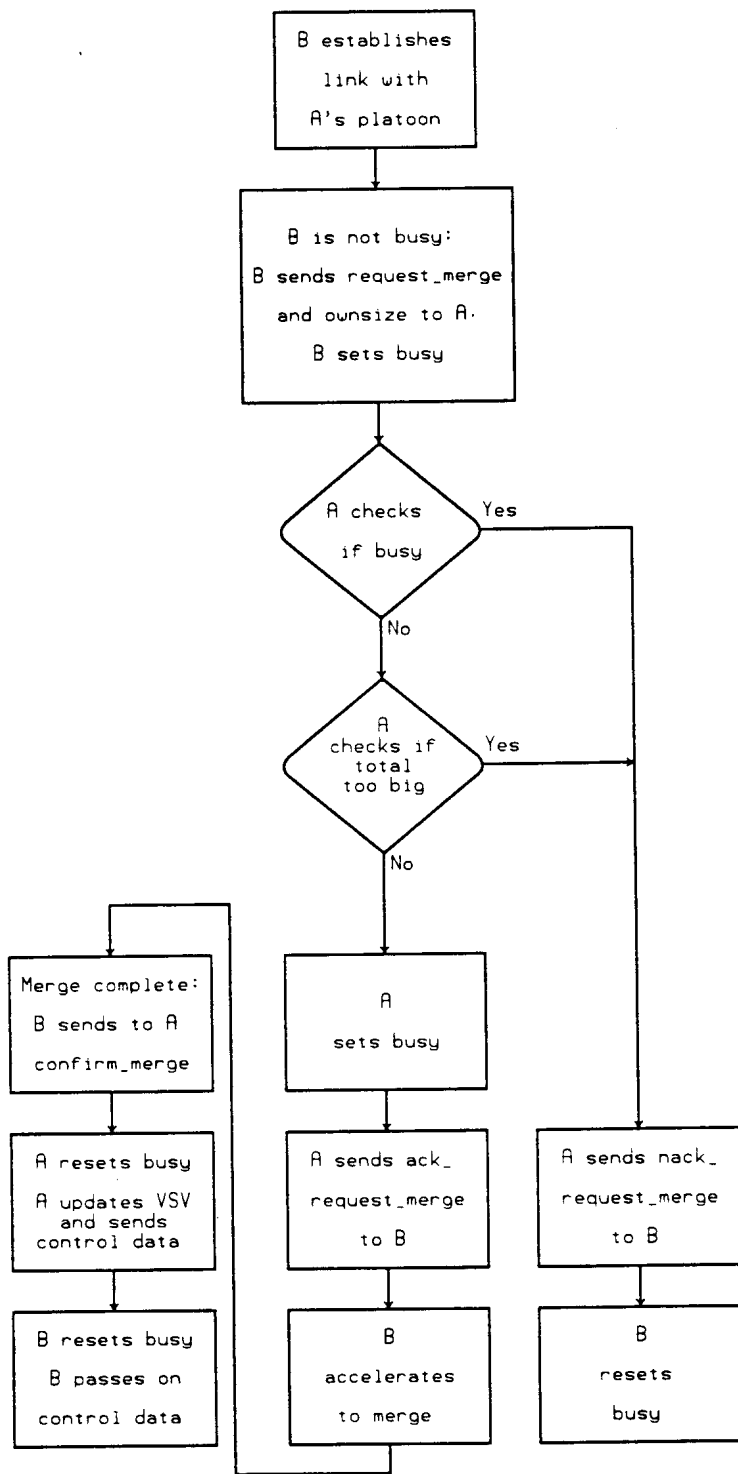 B establishes
link with
A's platoon
B is not busy:
B sends request_merge
and ownsize to A.
B sets busy
A checks
if busy
Yes
No
A
checks if
total
too big
Yes
No
A
sets busy
A sends ack_
request_merge
to B
B
accelerates
to merge
Merge complete:
B sends to A
confirm_merge
A resets busy
A updates VSV
and sends
control data
B resets busy
B passes on
control data
A sends nack_
request_merge
to B
B
resets
busy